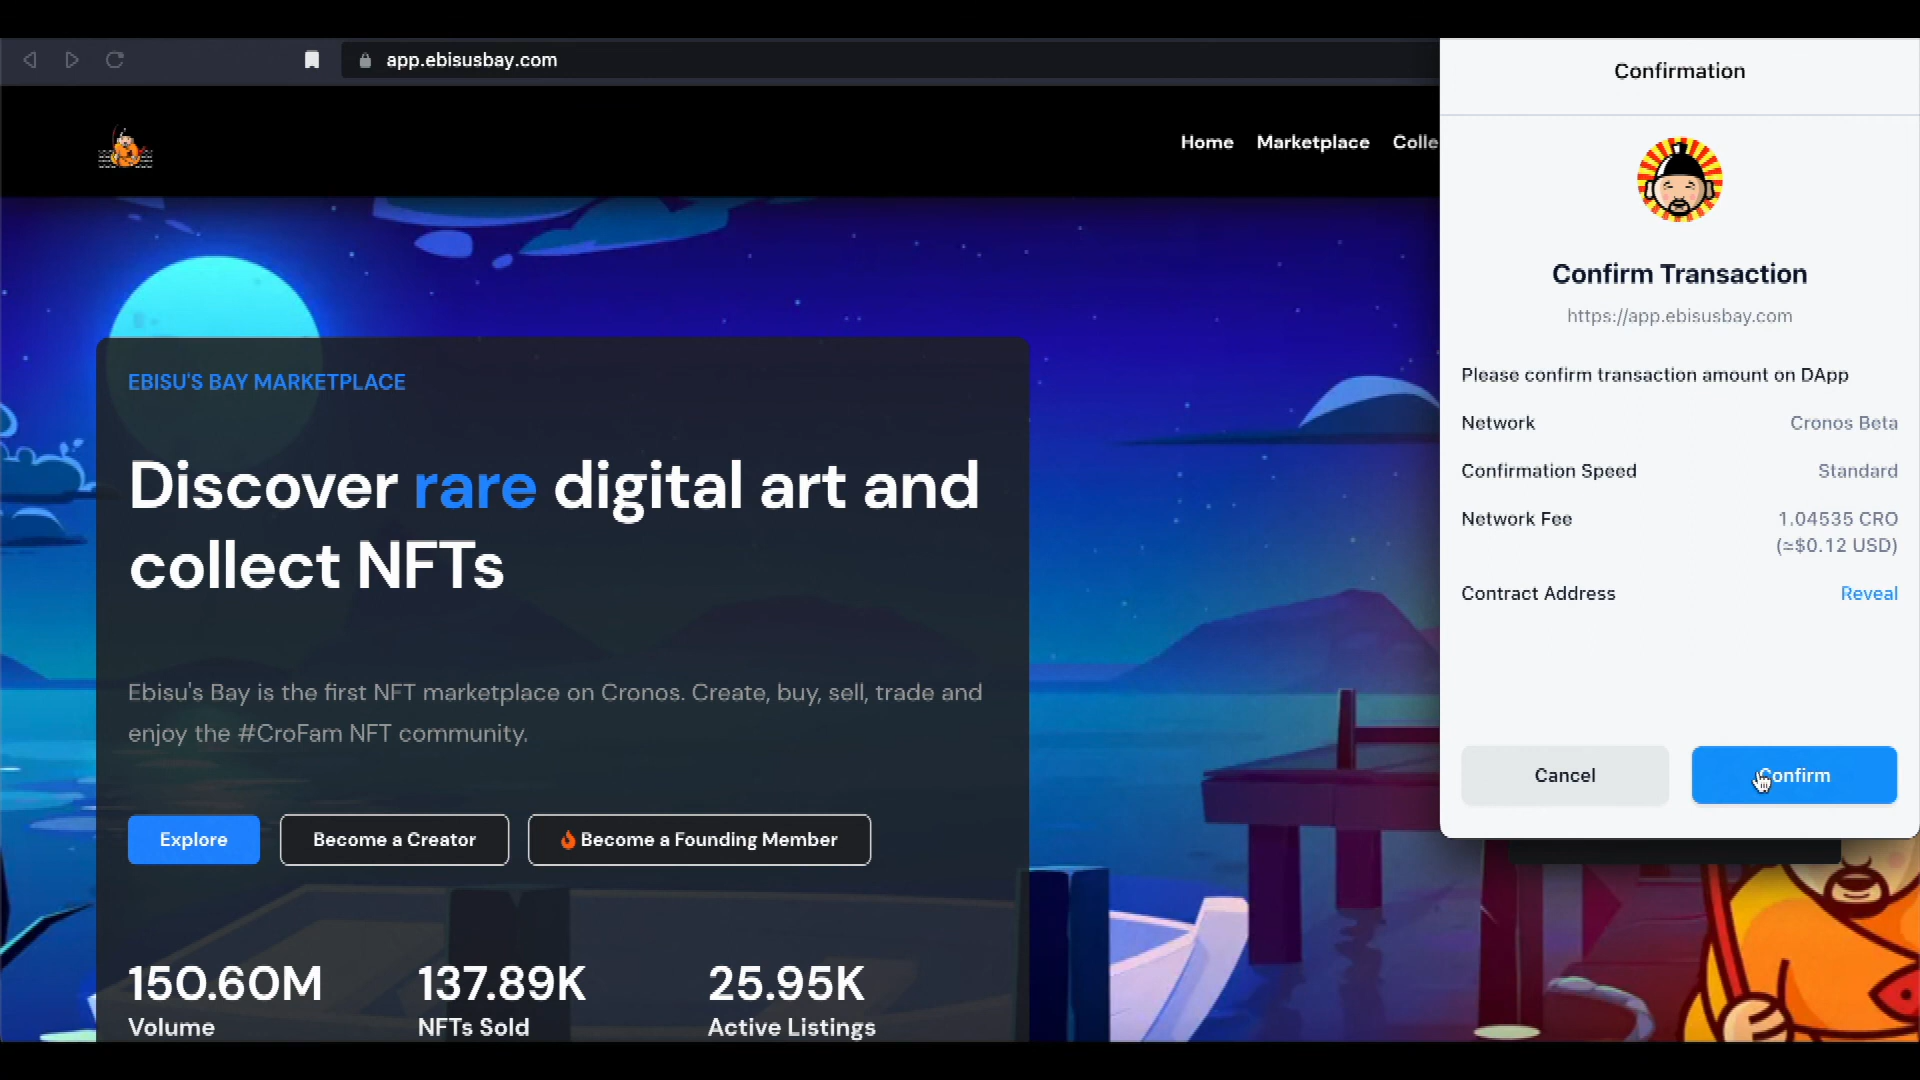 app.ebisusbay.com
Home Marketplace Colle
EBISU'S BAY MARKETPLACE
Discover rare digital art and
collect NFTs
Ebisu's Bay is the first NFT marketplace on Cronos. Create, buy, sell, trade and
enjoy the #CroFam NFT community.
Explore
Become a Creator
Become a Founding Member
150.60M
Volume
137.89K
NFTs Sold
25.95K
Active Listings
Confirmation
Confirm Transaction
https://app.ebisusbay.com
Please confirm transaction amount on DApp
Network Cronos Beta
Confirmation Speed Standard
Network Fee 1.04535 CRO
(≃$0.12 USD)
Contract Address Reveal
Cancel
Confirm